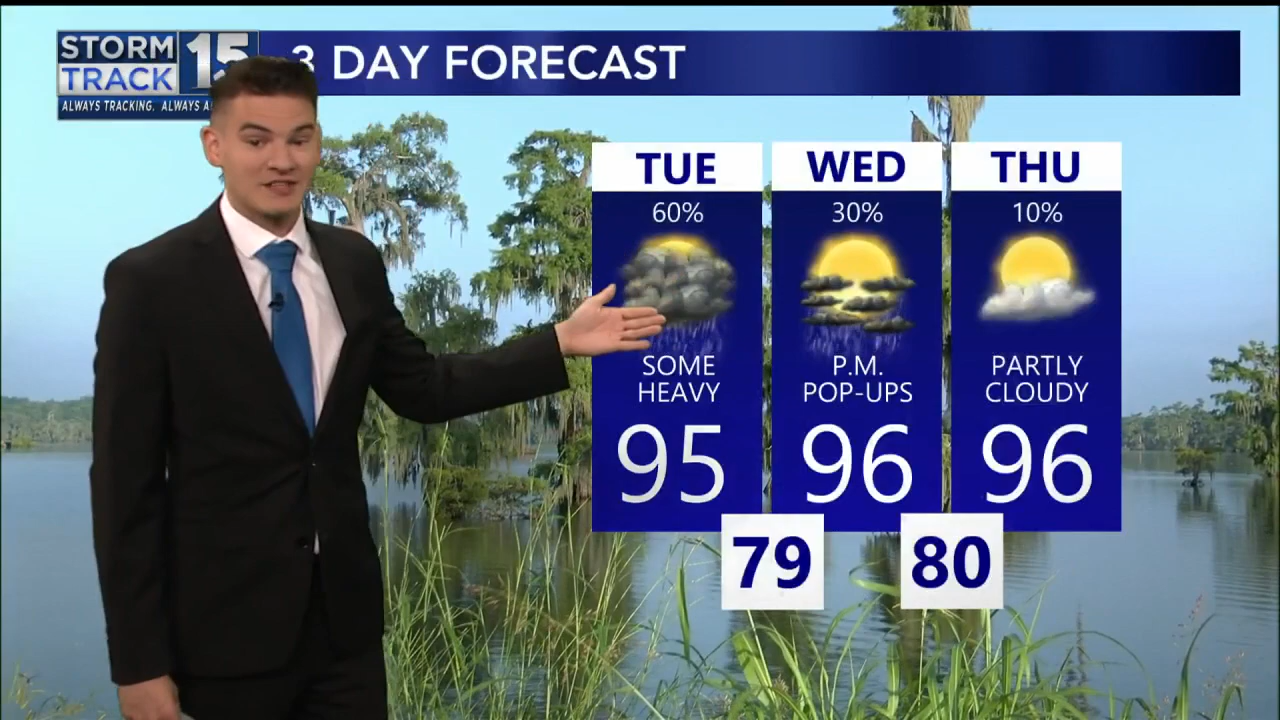 STORM
TRACK
15
ALWAYS TRACKING. ALWAYS
3 DAY FORECAST
TUE
60%
SOME
HEAVY
95
WED
30%
P.M.
POP-UPS
96
THU
10%
PARTLY
CLOUDY
96
79
80